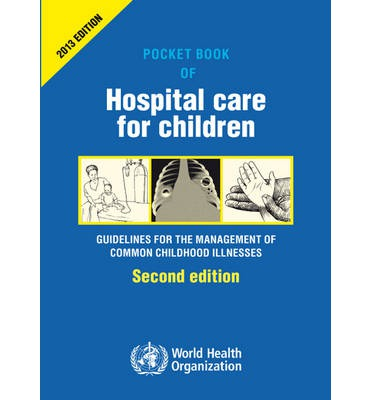 2013 EDITION
POCKET BOOK
OF
Hospital care
for children
GUIDELINES FOR THE MANAGEMENT OF
COMMON CHILDHOOD ILLNESSES
Second edition
World Health
Organization